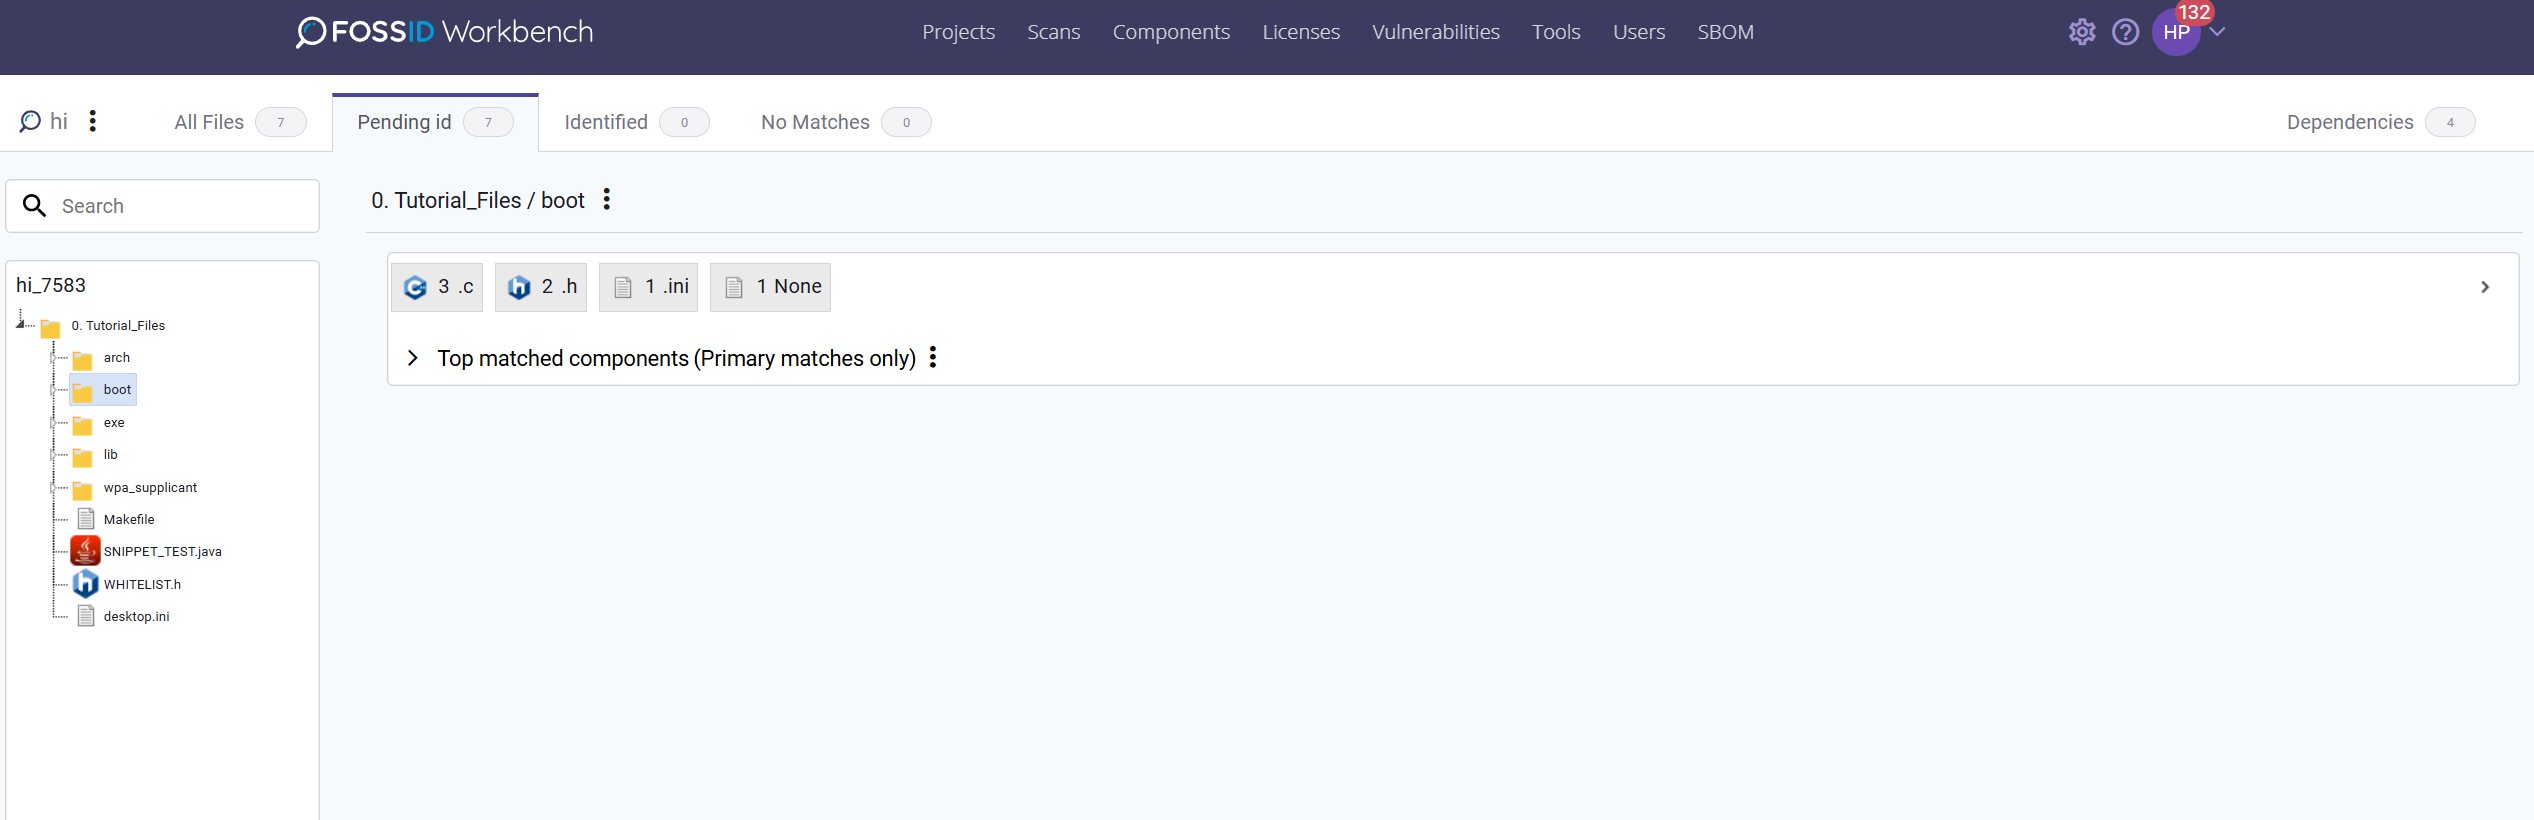 FOSSID Workbench
Projects Scans Components Licenses Vulnerabilities Tools Users SBOM
HP 132
hi
All Files 7
Pending id 7
Identified 0
No Matches 0
Dependencies 4
Search
0. Tutorial_Files / boot
hi_7583
0. Tutorial_Files
arch
boot
exe
lib
wpa_supplicant
Makefile
SNIPPET_TEST.java
WHITELIST.h
desktop.ini
3 .c
2 .h
1 .ini
1 None
Top matched components (Primary matches only)